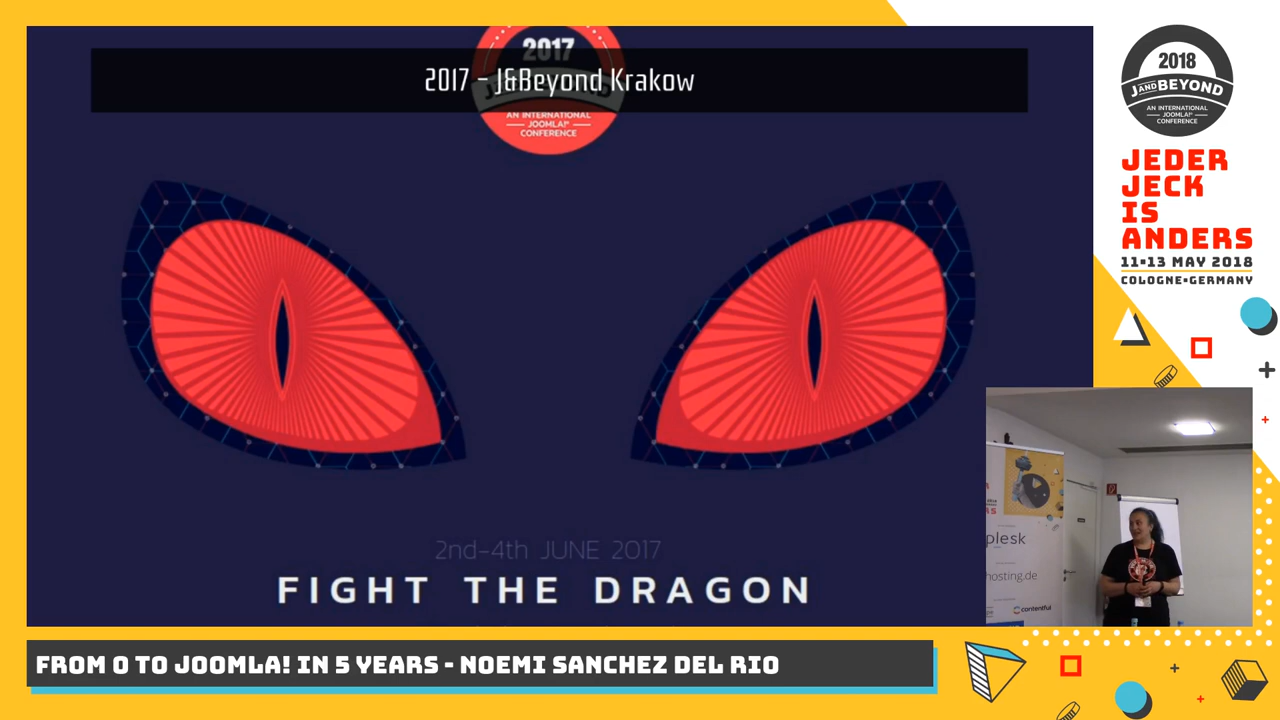 2017
2017 - J&Beyond Krakow
AN INTERNATIONAL
JOOMLA!
CONFERENCE
2nd-4th JUNE 2017
FIGHT THE DRAGON
2018
J AND BEYOND
AN INTERNATIONAL
JOOMLA!
CONFERENCE
JEDER
JECK
IS
ANDERS
11-13 MAY 2018
COLOGNE-GERMANY
plesk
hosting.de
contentful
FROM 0 TO JOOMLA! IN 5 YEARS - NOEMI SANCHEZ DEL RIO